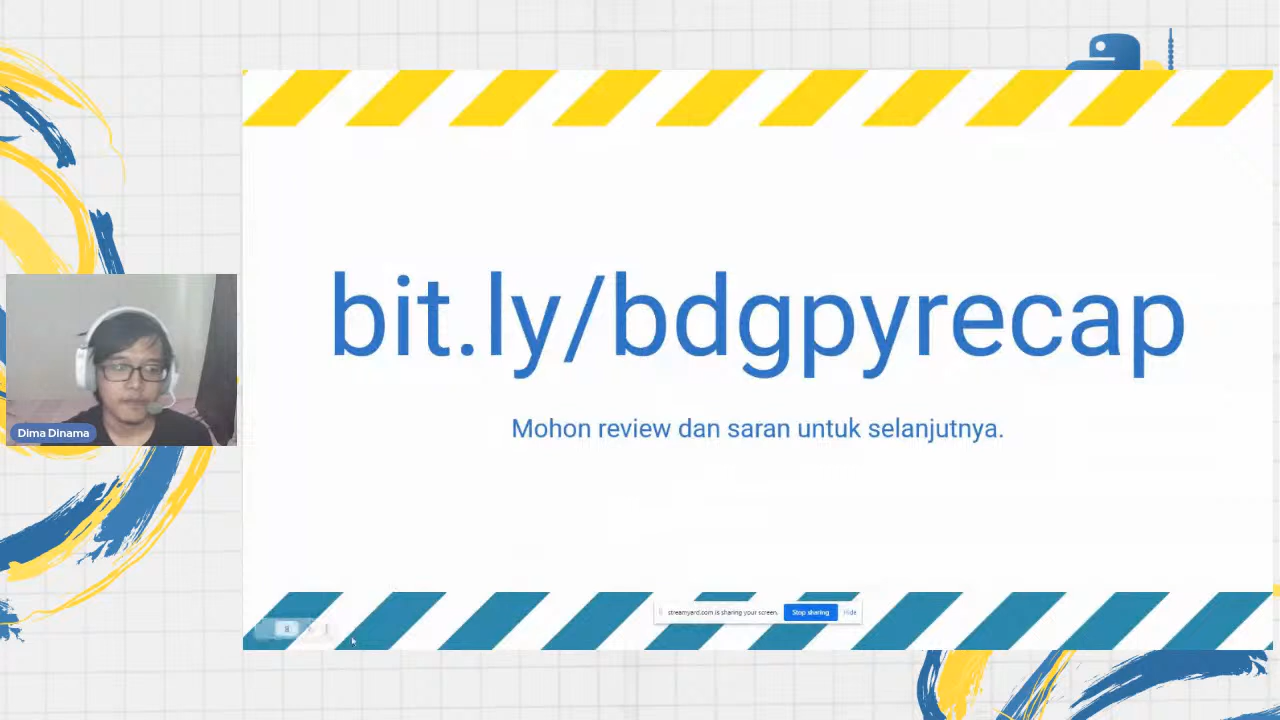 bit.ly/bdgpyrecap
Mohon review dan saran untuk selanjutnya.
Dima Dinama
streamyard.com is sharing your screen.
Stop sharing
Hide